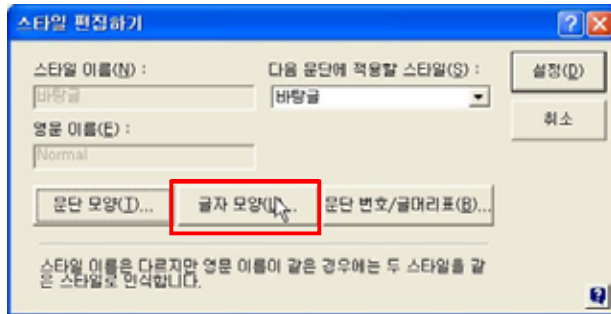 스타일 편집하기
스타일 이름(N) :
다음 문단에 적용할 스타일(S) :
설정(D)
바탕글
바탕글
취소
영문 이름(E) :
Normal
문단 모양(T)...
글자 모양(L)...
문단 번호/글머리표(B)...
스타일 이름은 다르지만 영문 이름이 같은 경우에는 두 스타일을 같
은 스타일로 인식합니다.